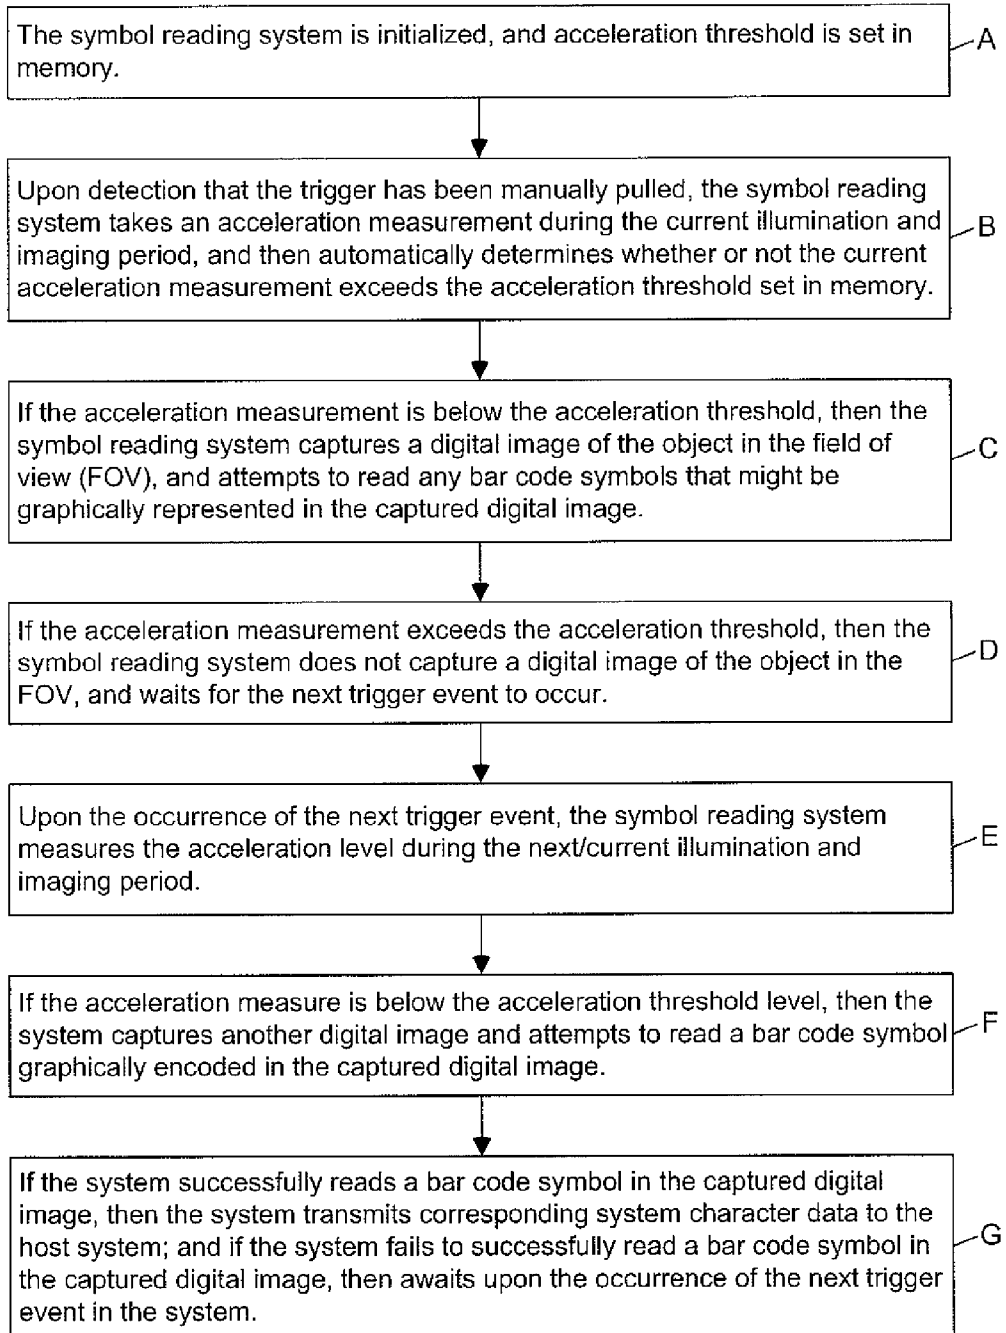 The symbol reading system is initialized, and acceleration threshold is set in
memory.
A
Upon detection that the trigger has been manually pulled, the symbol reading
system takes an acceleration measurement during the current illumination and
imaging period, and then automatically determines whether or not the current
acceleration measurement exceeds the acceleration threshold set in memory.
B
If the acceleration measurement is below the acceleration threshold, then the
symbol reading system captures a digital image of the object in the field of
view (FOV), and attempts to read any bar code symbols that might be
graphically represented in the captured digital image.
C
If the acceleration measurement exceeds the acceleration threshold, then the
symbol reading system does not capture a digital image of the object in the
FOV, and waits for the next trigger event to occur.
D
Upon the occurrence of the next trigger event, the symbol reading system
measures the acceleration level during the next/current illumination and
imaging period.
E
If the acceleration measure is below the acceleration threshold level, then the
system captures another digital image and attempts to read a bar code symbol
graphically encoded in the captured digital image.
F
If the system successfully reads a bar code symbol in the captured digital
image, then the system transmits corresponding system character data to the
host system; and if the system fails to successfully read a bar code symbol in
the captured digital image, then awaits upon the occurrence of the next trigger
event in the system.
G